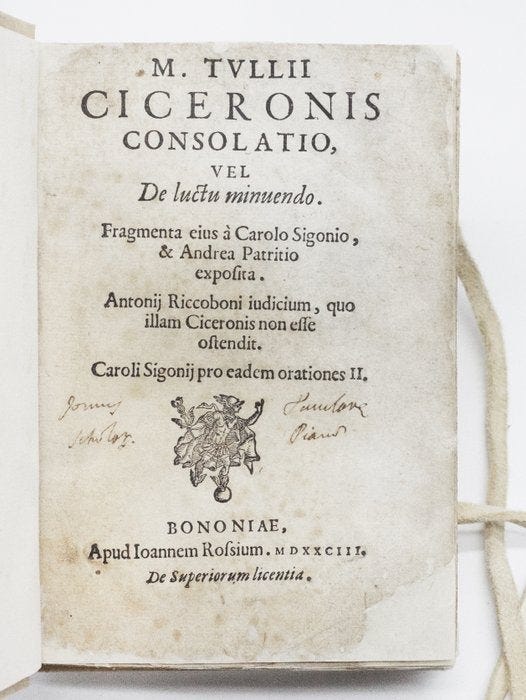 M. TVLLII
CICERONIS
CONSOLATIO,
VEL
De luctu minuendo.
Fragmenta eius à Carolo Sigonio,
& Andrea Patritio
expoſita.
Antonij Riccoboni iudicium, quo
illam Ciceronis non eſſe
oſtendit.
Caroli Sigonij pro eadem orationes II.
BONONIAE,
Apud Ioannem Roſsium. MDXXCIII.
De Superiorum licentia.